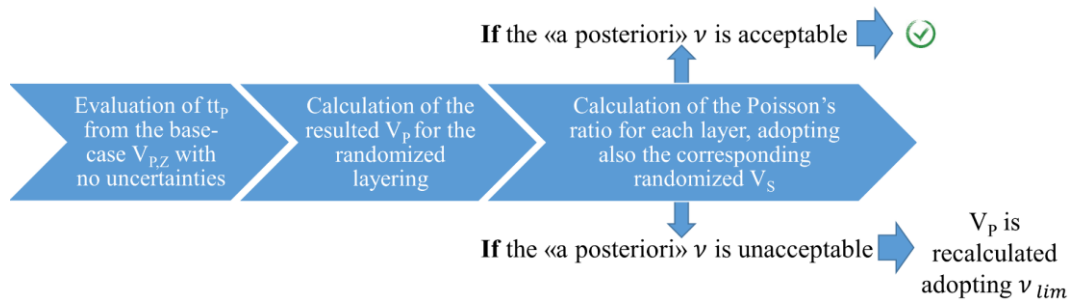 If the «a posteriori» ν is acceptable
Evaluation of tt_P
from the base-
case V_P,Z with
no uncertainties
Calculation of the
resulted V_P for the
randomized
layering
Calculation of the Poisson's
ratio for each layer, adopting
also the corresponding
randomized V_S
If the «a posteriori» ν is unacceptable
V_P is
recalculated
adopting ν_lim